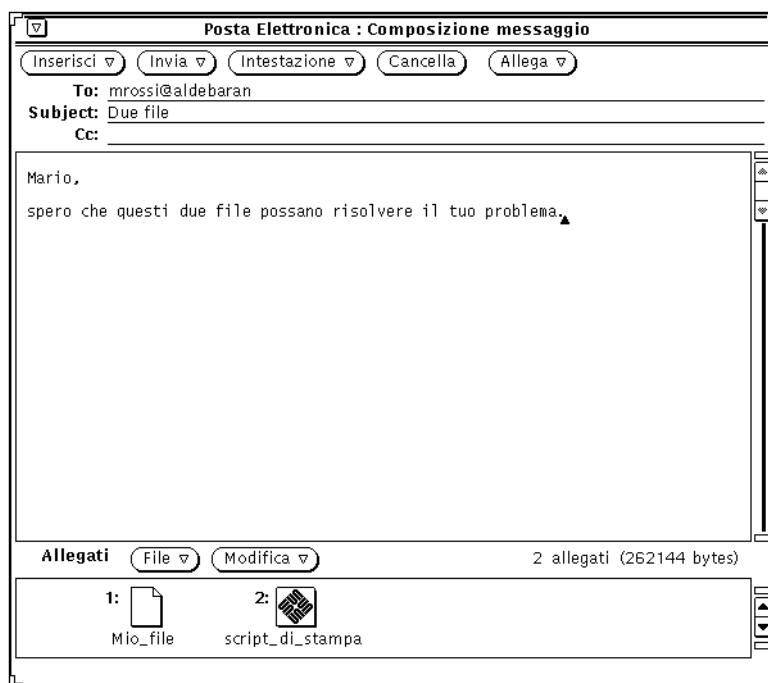 Posta Elettronica : Composizione messaggio
Inserisci Invia Intestazione Cancella Allega
To: mrossi@aldebaran
Subject: Due file
Cc:
Mario,
spero che questi due file possano risolvere il tuo problema.
Allegati File Modifica 2 allegati (262144 bytes)
1: 2:
Mio_file script_di_stampa